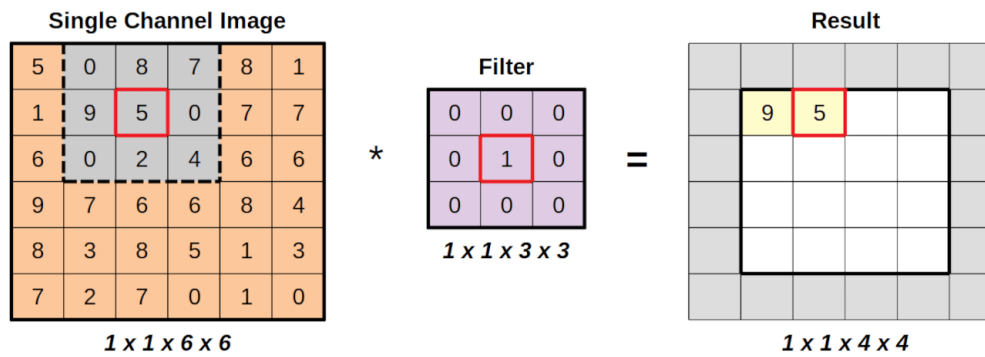 Single Channel Image
Filter
Result
5 0 8 7 8 1
1 9 5 0 7 7
6 0 2 4 6 6
9 7 6 6 8 4
8 3 8 5 1 3
7 2 7 0 1 0
1 x 1 x 6 x 6
*
0 0 0
0 1 0
0 0 0
1 x 1 x 3 x 3
=
9 5
1 x 1 x 4 x 4